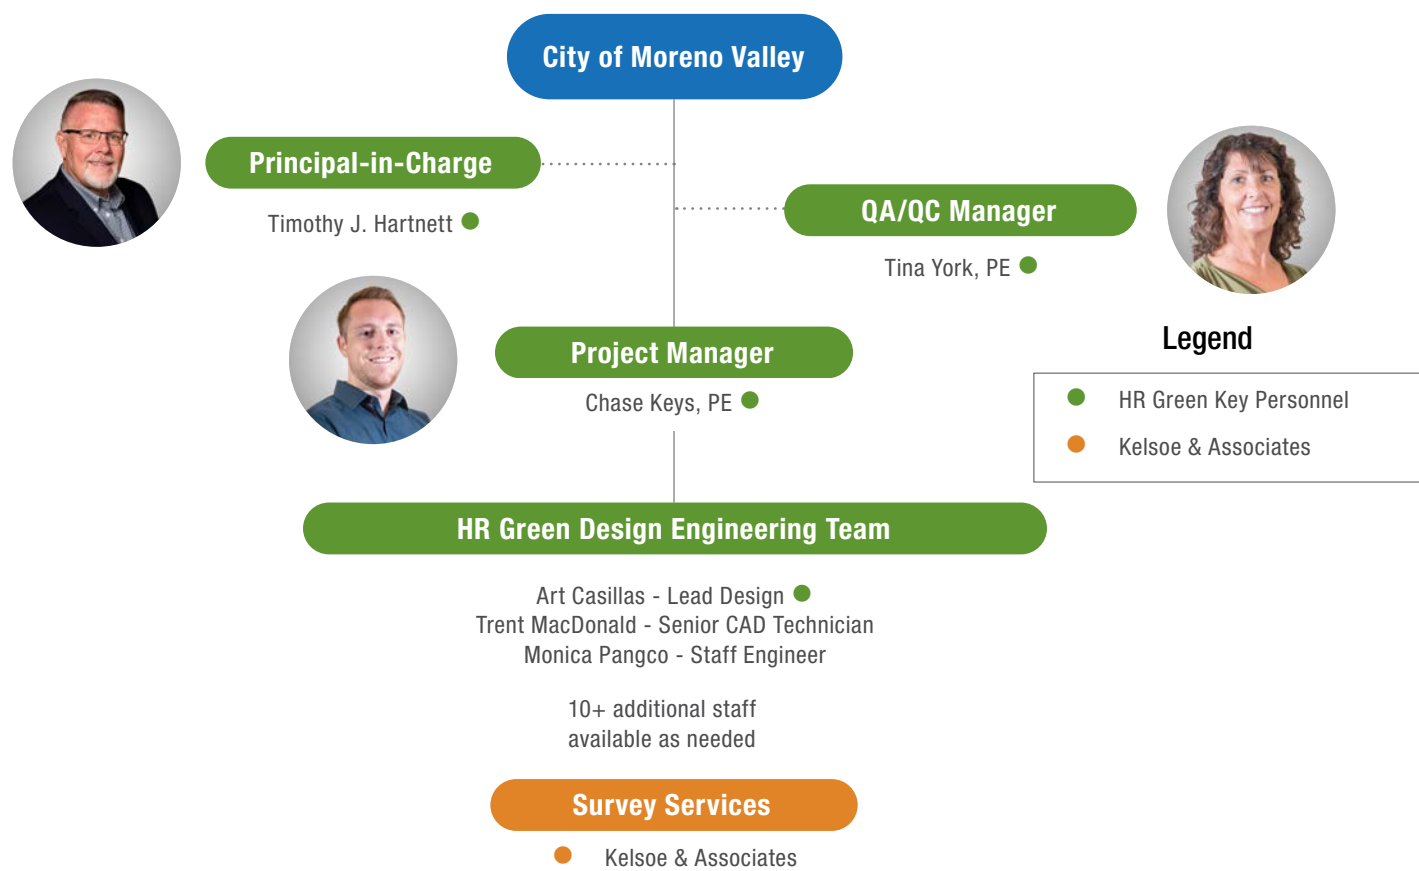 City of Moreno Valley
Principal-in-Charge
Timothy J. Hartnett
QA/QC Manager
Tina York, PE
Project Manager
Chase Keys, PE
Legend
HR Green Key Personnel
Kelsoe & Associates
HR Green Design Engineering Team
Art Casillas - Lead Design
Trent MacDonald - Senior CAD Technician
Monica Pangco - Staff Engineer
10+ additional staff
available as needed
Survey Services
Kelsoe & Associates